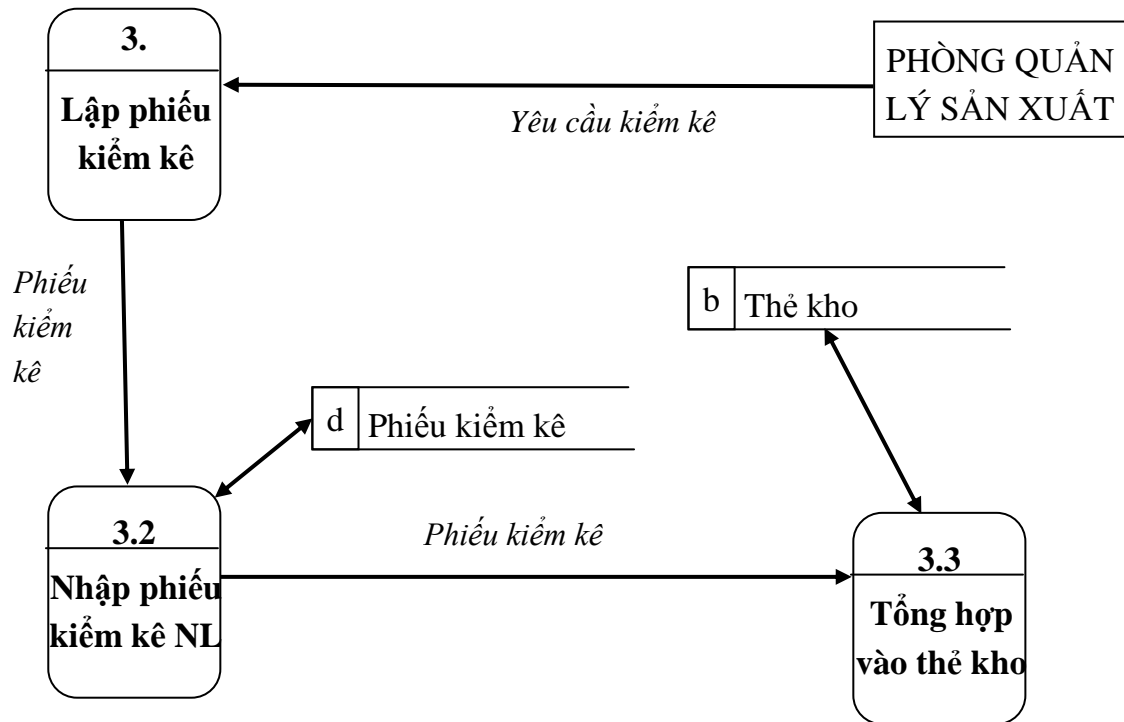 3.
Lập phiếu
kiểm kê
PHÒNG QUẢN
LÝ SẢN XUẤT
Yêu cầu kiểm kê
Phiếu
kiểm
kê
b Thẻ kho
d Phiếu kiểm kê
3.2
Nhập phiếu
kiểm kê NL
Phiếu kiểm kê
3.3
Tổng hợp
vào thẻ kho